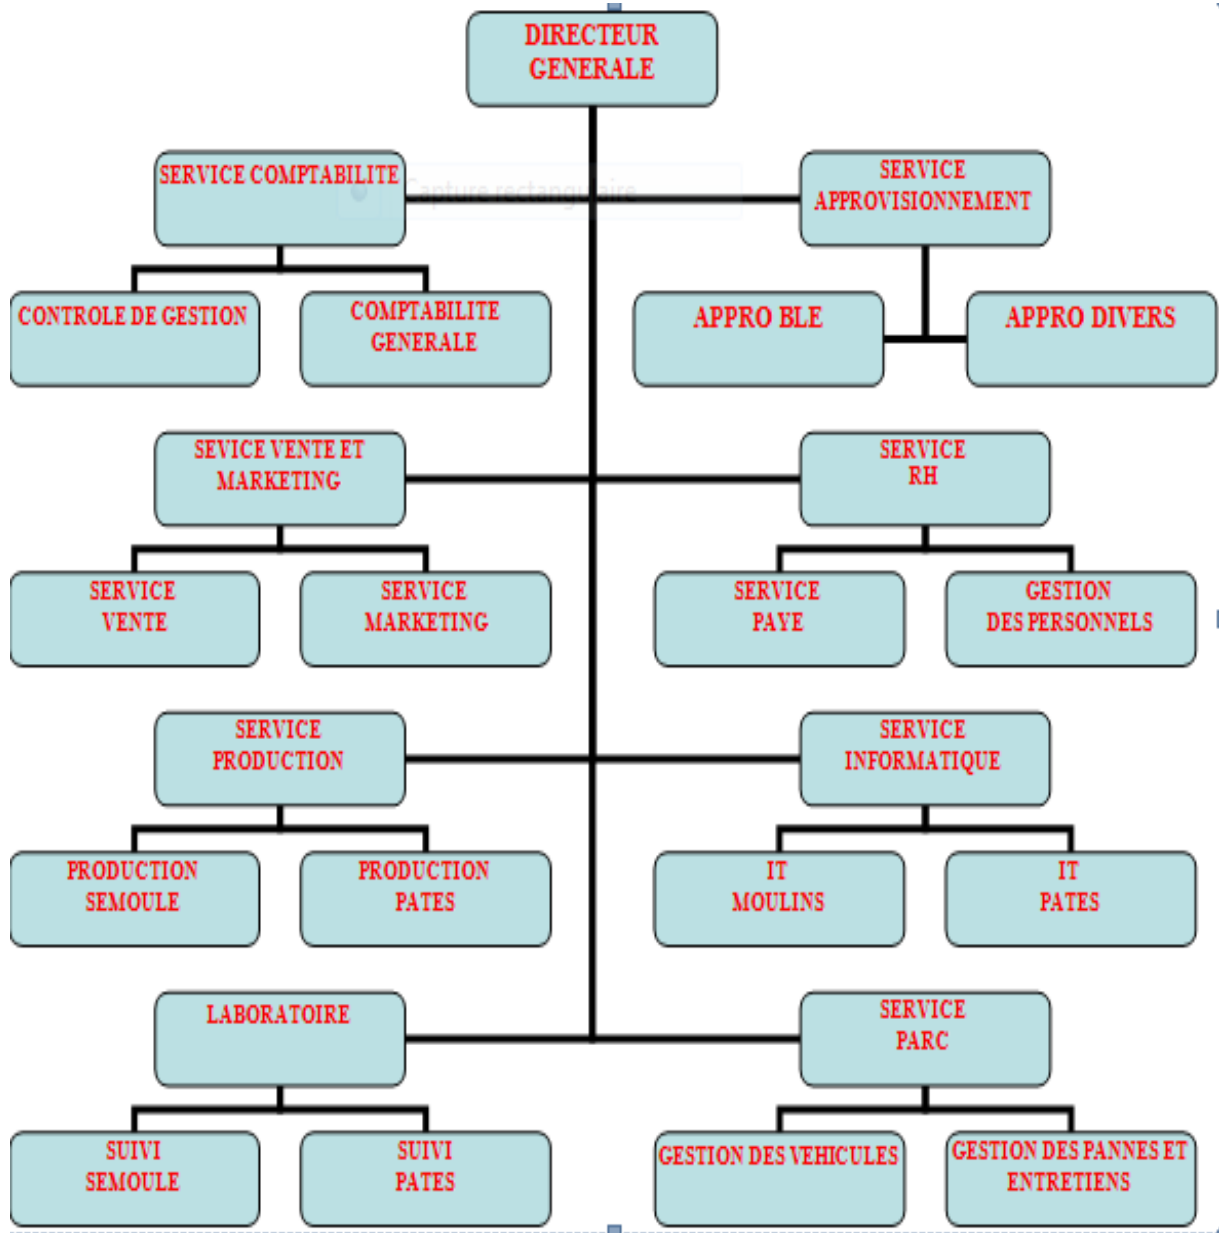 DIRECTEUR
GENERALE
SERVICE COMPTABILITE
Capture rectangulaire
SERVICE
APPROVISIONNEMENT
CONTROLE DE GESTION
COMPTABILITE
GENERALE
APPRO BLE
APPRO DIVERS
SEVICE VENTE ET
MARKETING
SERVICE
RH
SERVICE
VENTE
SERVICE
MARKETING
SERVICE
PAYE
GESTION
DES PERSONNELS
SERVICE
PRODUCTION
SERVICE
INFORMATIQUE
PRODUCTION
SEMOULE
PRODUCTION
PATES
IT
MOULINS
IT
PATES
LABORATOIRE
SERVICE
PARC
SUIVI
SEMOULE
SUIVI
PATES
GESTION DES VEHICULES
GESTION DES PANNES ET
ENTRETIENS